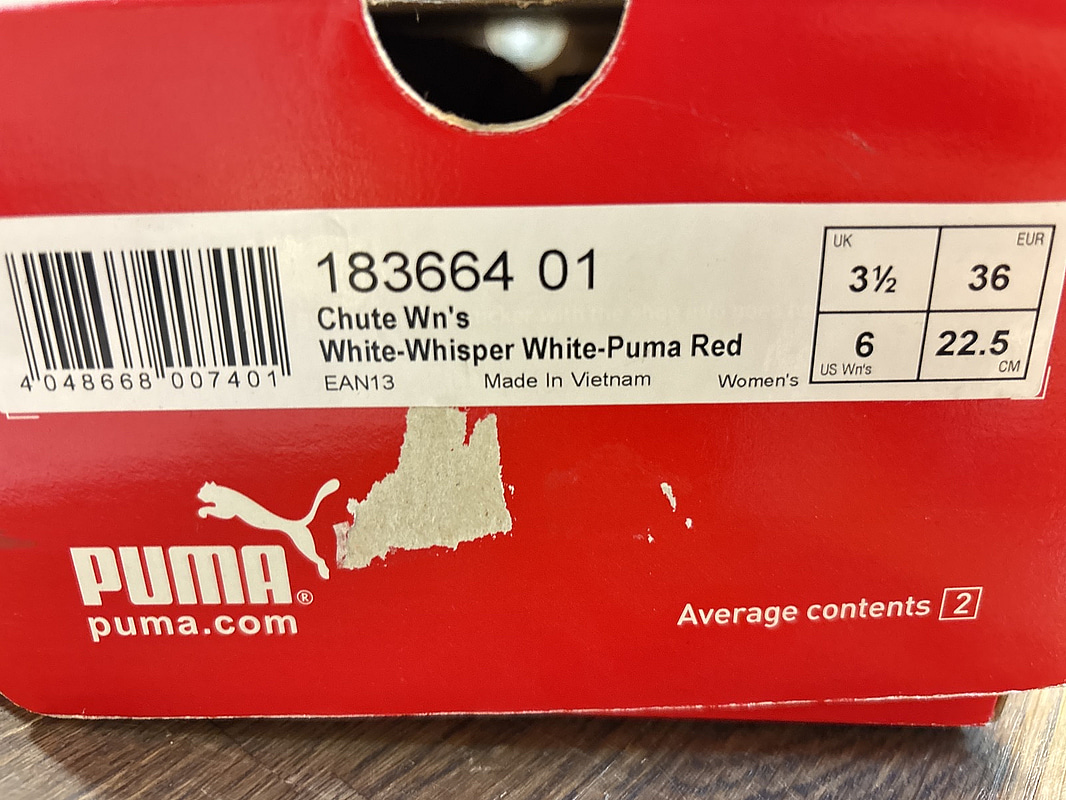 183664 01
Chute Wn's
White-Whisper White-Puma Red
EAN13 Made In Vietnam Women's
4 048668 007401
UK 3½ EUR 36
6 US Wn's 22.5 CM
PUMA®
puma.com
Average contents 2